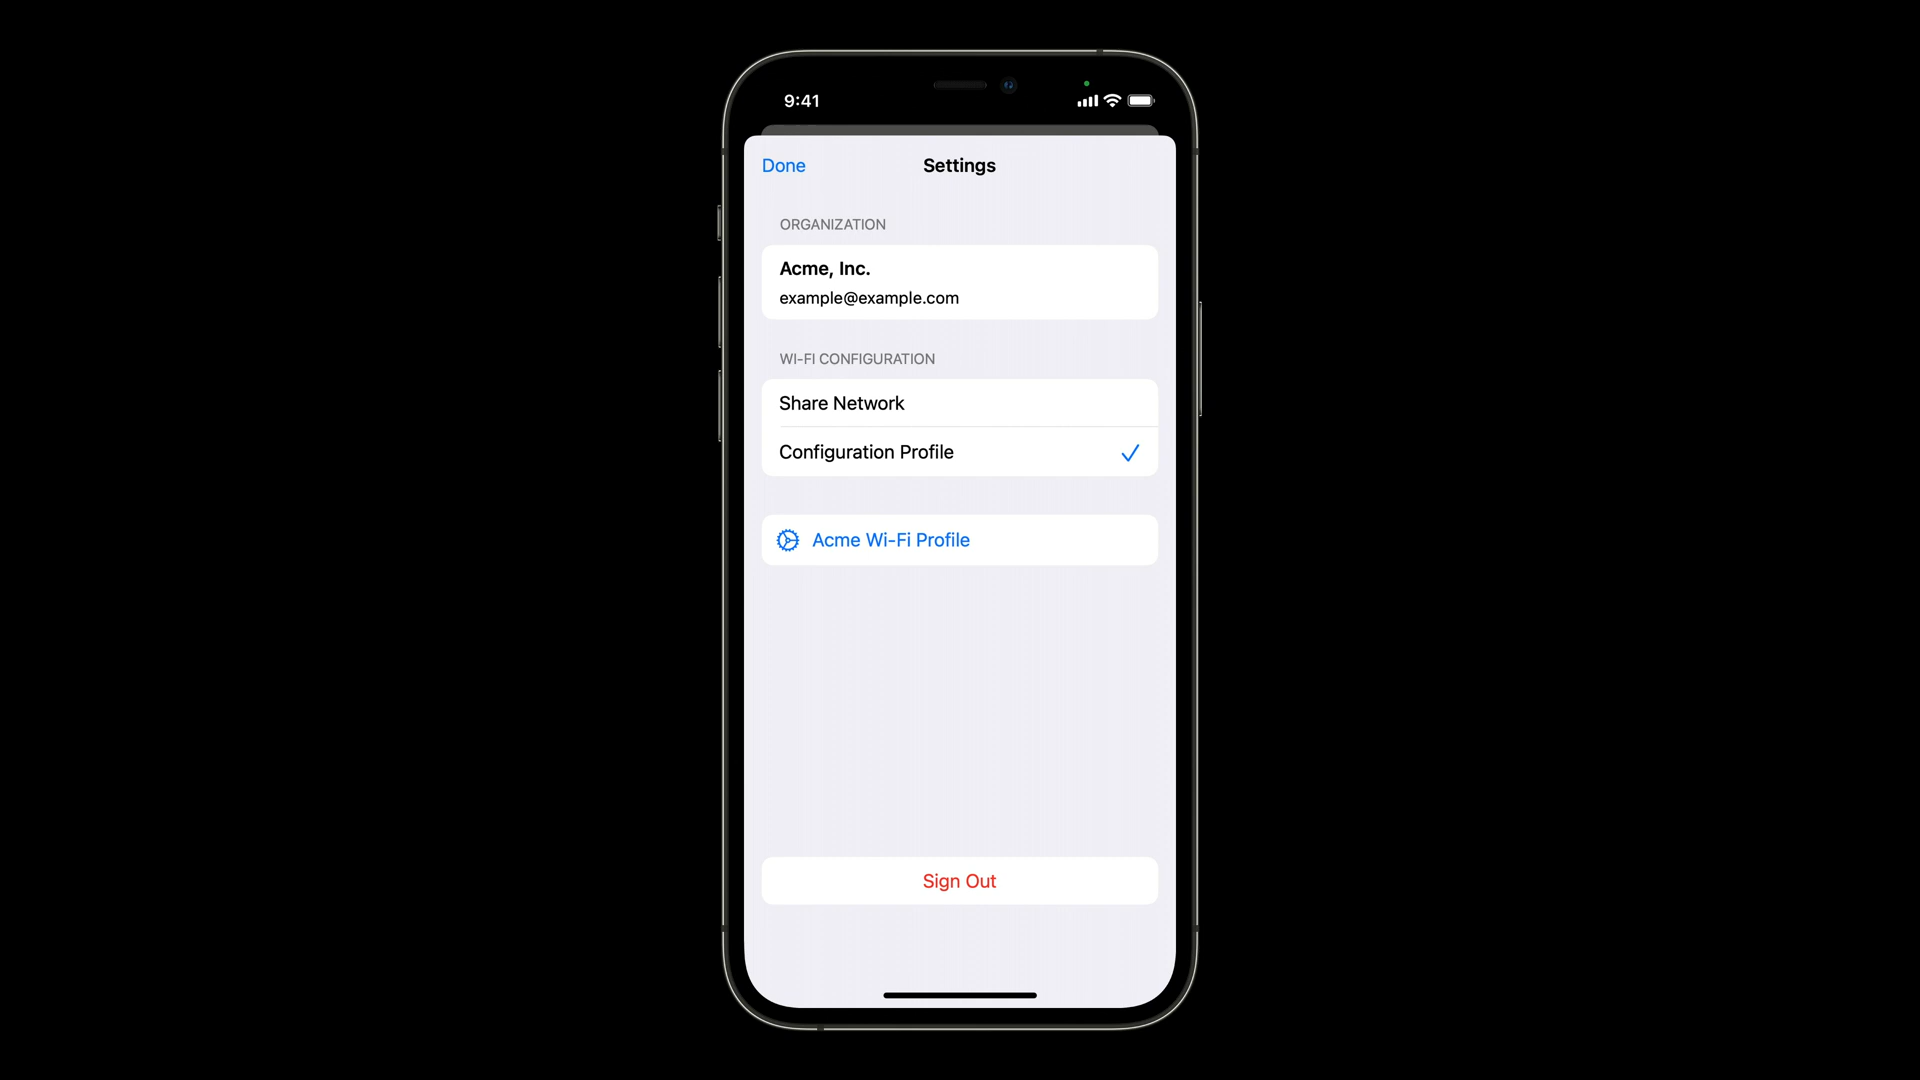 9:41
Done
Settings
ORGANIZATION
Acme, Inc.
example@example.com
WI-FI CONFIGURATION
Share Network
Configuration Profile
Acme Wi-Fi Profile
Sign Out